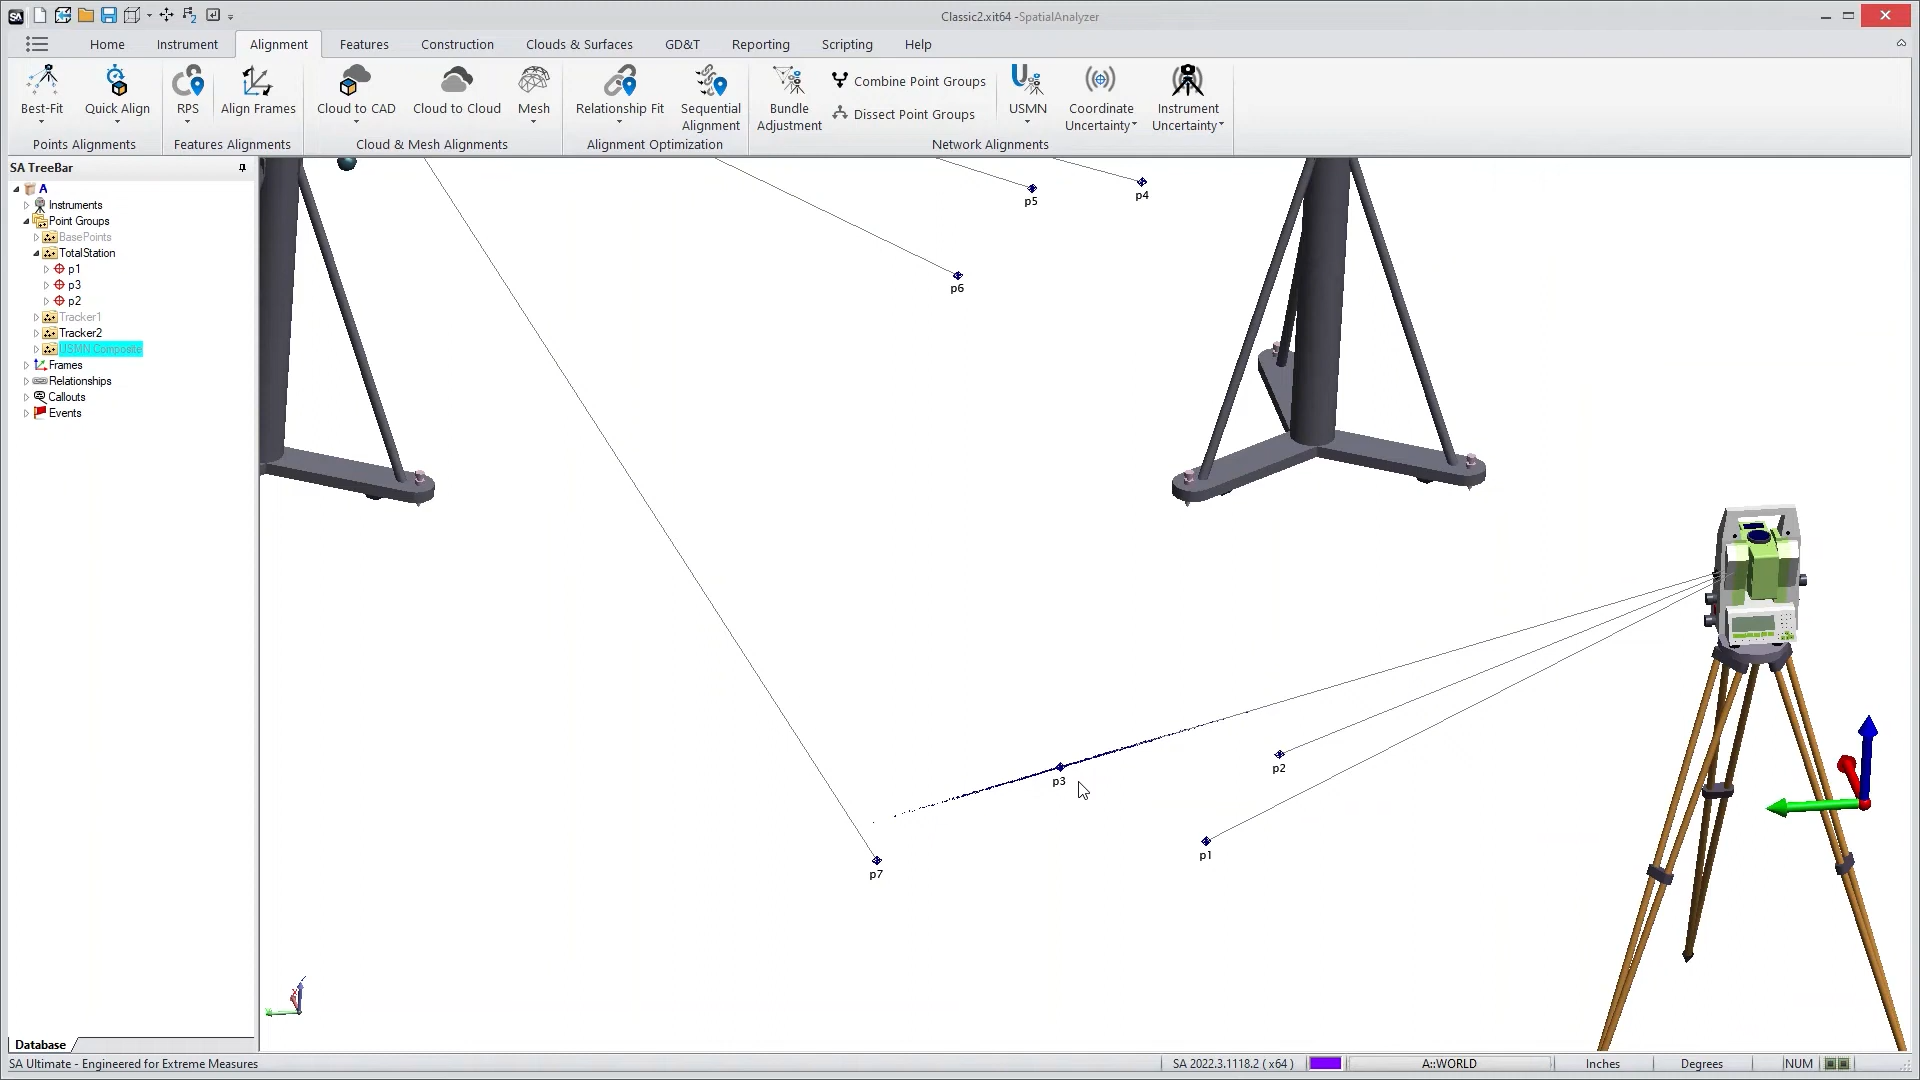 SA
Classic2.xit64 -SpatialAnalyzer
Home Instrument Alignment Features Construction Clouds & Surfaces GD&T Reporting Scripting Help
Best-Fit Quick Align RPS Align Frames Cloud to CAD Cloud to Cloud Mesh Relationship Fit Sequential Alignment Bundle Adjustment Combine Point Groups Dissect Point Groups USMN Coordinate Uncertainty Instrument Uncertainty
Points Alignments Features Alignments Cloud & Mesh Alignments Alignment Optimization Network Alignments
SA TreeBar
A
Instruments
Point Groups
BasePoints
TotalStation
p1
p3
p2
Tracker1
Tracker2
USMN Composite
Frames
Relationships
Callouts
Events
p5
p4
p6
p3
p2
p1
p7
Database
SA Ultimate - Engineered for Extreme Measures
SA 2022.3.1118.2 ( x64 )
A::WORLD
Inches
Degrees
NUM